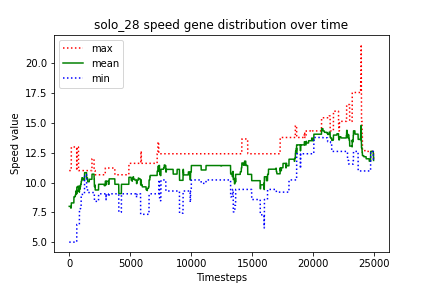 solo_28 speed gene distribution over time
max
mean
min
Speed value
20.0
17.5
15.0
12.5
10.0
7.5
5.0
0
5000
10000
15000
20000
25000
Timesteps